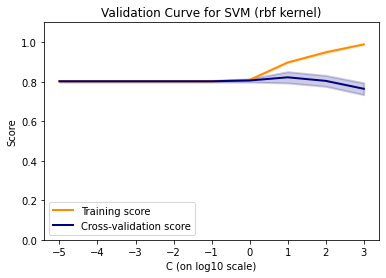 Validation Curve for SVM (rbf kernel)
Score
1.0
0.8
0.6
0.4
0.2
0.0
Training score
Cross-validation score
−5 −4 −3 −2 −1 0 1 2 3
C (on log10 scale)